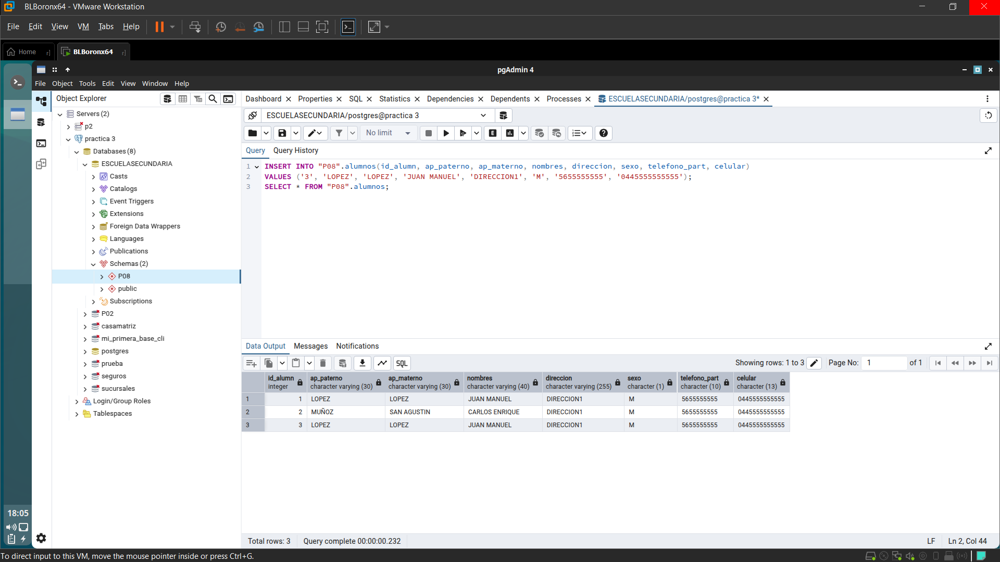 BLBoronx64 - VMware Workstation
File Edit View VM Tabs Help
Home BLBoronx64
pgAdmin 4
File Object Tools Edit View Window Help
Object Explorer
Dashboard Properties SQL Statistics Dependencies Dependents Processes ESCUELASECUNDARIA/postgres@practica 3*
Servers (2)
p2
practica 3
Databases (8)
ESCUELASECUNDARIA
Casts
Catalogs
Event Triggers
Extensions
Foreign Data Wrappers
Languages
Publications
Schemas (2)
P08
public
Subscriptions
P02
casamatriz
mi_primera_base_cli
postgres
prueba
seguros
sucursales
Login/Group Roles
Tablespaces
ESCUELASECUNDARIA/postgres@practica 3
No limit
E
Query Query History
1 INSERT INTO "P08".alumnos(id_alumn, ap_paterno, ap_materno, nombres, direccion, sexo, telefono_part, celular)
2 VALUES ('3', 'LOPEZ', 'LOPEZ', 'JUAN MANUEL', 'DIRECCION1', 'M', '5655555555', '0445555555555');
3 SELECT * FROM "P08".alumnos;
Data Output Messages Notifications
SQL Showing rows: 1 to 3 Page No: 1 of 1
id_alumn ap_paterno ap_materno nombres direccion sexo telefono_part celular
integer character varying (30) character varying (30) character varying (40) character varying (255) character (1) character (10) character (13)
1 1 LOPEZ LOPEZ JUAN MANUEL DIRECCION1 M 5655555555 0445555555555
2 2 MUÑOZ SAN AGUSTIN CARLOS ENRIQUE DIRECCION1 M 5655555555 0445555555555
3 3 LOPEZ LOPEZ JUAN MANUEL DIRECCION1 M 5655555555 0445555555555
Total rows: 3 Query complete 00:00:00.232 LF Ln 2, Col 44
18:05
To direct input to this VM, move the mouse pointer inside or press Ctrl+G.